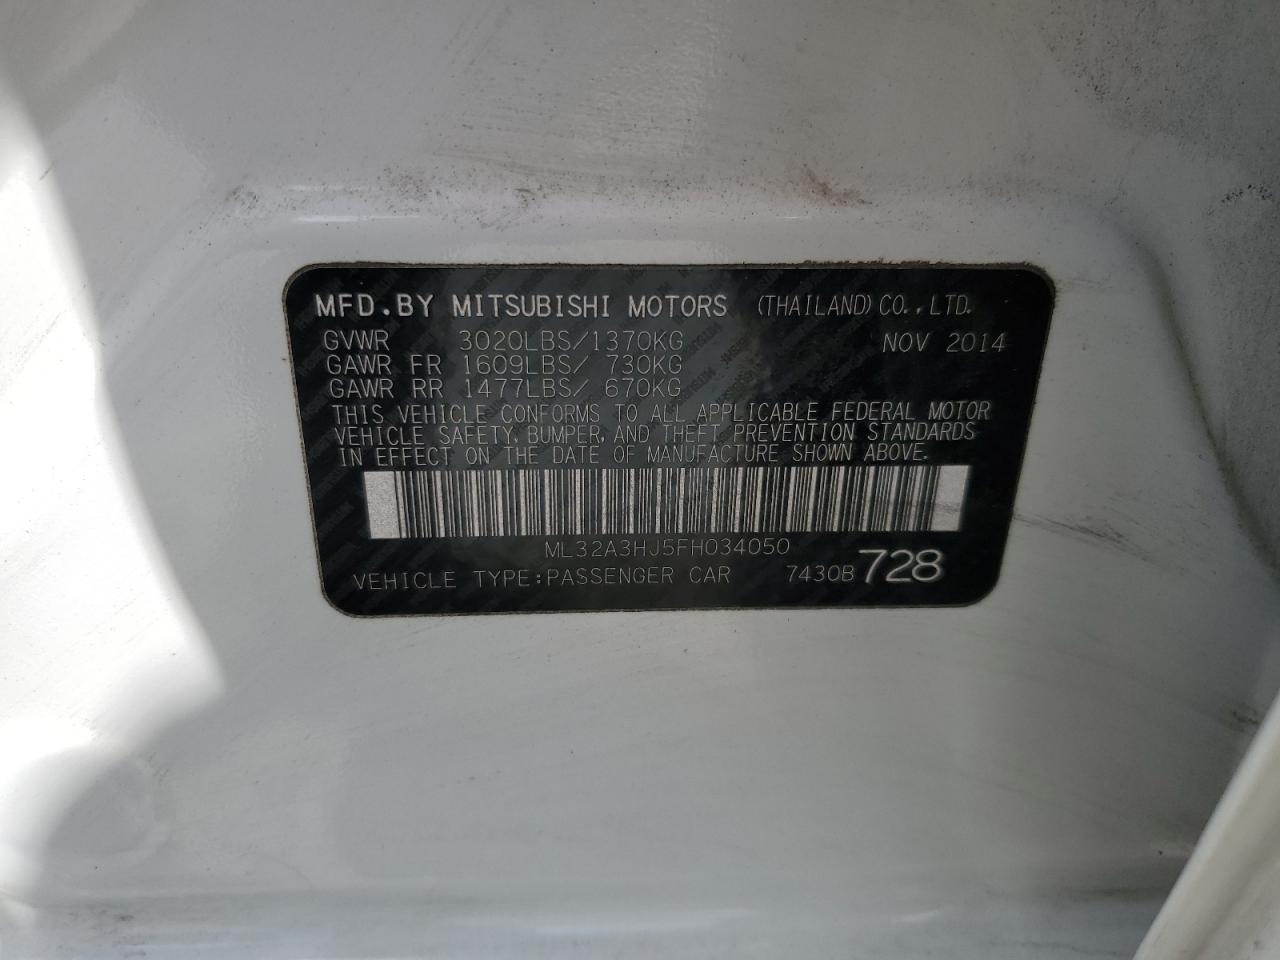 MFD.BY MITSUBISHI MOTORS (THAILAND) CO.,LTD.
GVWR 3020LBS/1370KG NOV 2014
GAWR FR 1609LBS/ 730KG
GAWR RR 1477LBS/ 670KG
THIS VEHICLE CONFORMS TO ALL APPLICABLE FEDERAL MOTOR
VEHICLE SAFETY, BUMPER, AND THEFT PREVENTION STANDARDS
IN EFFECT ON THE DATE OF MANUFACTURE SHOWN ABOVE.
ML32A3HJ5FH034050
VEHICLE TYPE:PASSENGER CAR 7430B 728